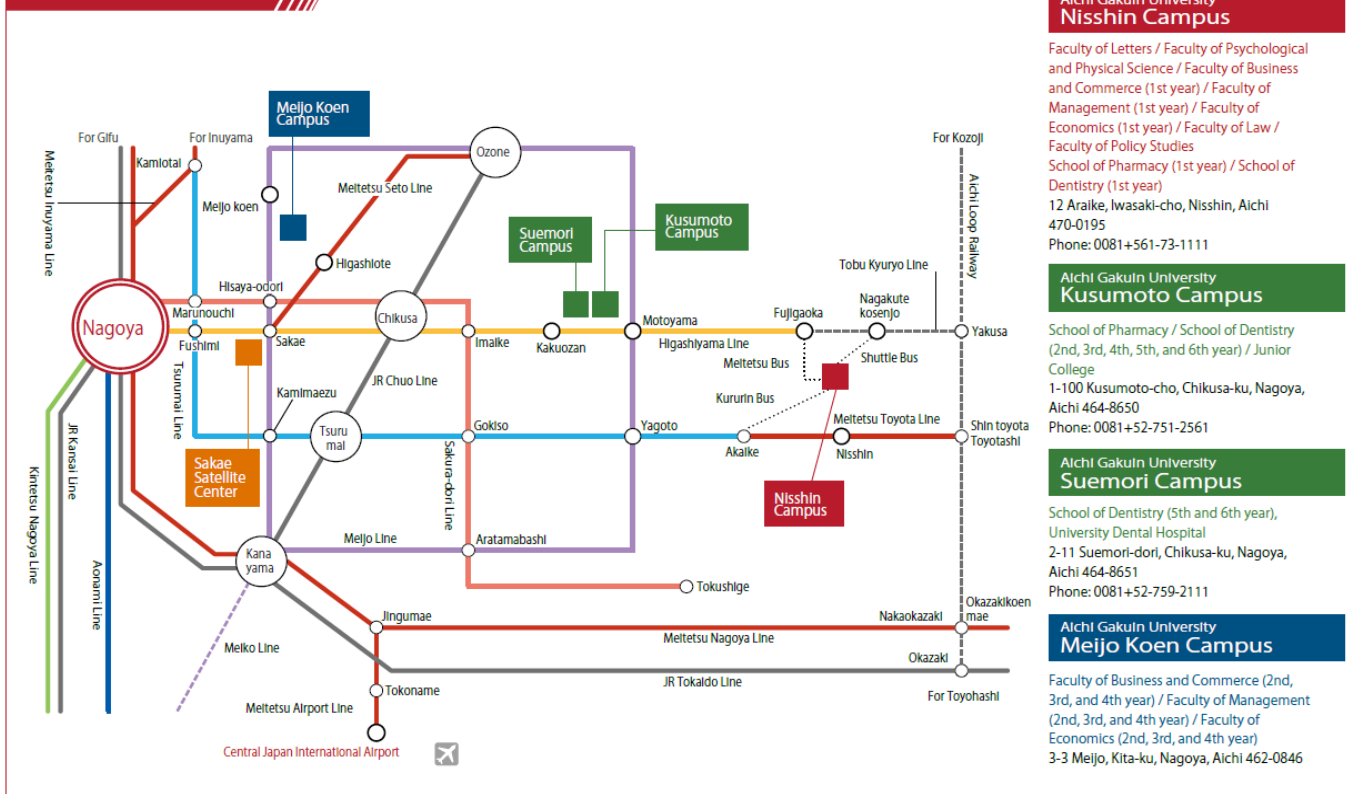 Meijo Koen
Campus
For Gifu
For Inuyama
Ozone
For Kozoji
Kamiotai
Meitetsu Inuyama Line
Meitetsu Seto Line
Aichi Loop Railway
Meijo koen
Suemori
Campus
Kusumoto
Campus
Higashiote
Tobu Kyuryo Line
Hisaya-odori
Nagoya
Marunouchi
Chikusa
Motoyama
Fujigaoka
Nagakute
kosenjo
Yakusa
Fushimi
Sakae
Imaike
Kakuozan
Higashiyama Line
Meitetsu Bus
Shuttle Bus
Tsurumai Line
JR Chuo Line
Kamimaezu
Kururin Bus
Tsuru
mai
Gokiso
Yagoto
Meitetsu Toyota Line
Akaike
Nisshin
Shin toyota
Toyotashi
Sakae
Satellite
Center
Sakura-dori Line
Nisshin
Campus
JR Kansai Line
Kintetsu Nagoya Line
Aonami Line
Kana
yama
Meijo Line
Aratamabashi
Tokushige
Meiko Line
Jingumae
Nakaokazaki
Okazakikoen
mae
Meitetsu Nagoya Line
Okazaki
JR Tokaido Line
Tokoname
For Toyohashi
Meitetsu Airport Line
Central Japan International Airport
Aichi Gakuin University
Nisshin Campus
Faculty of Letters / Faculty of Psychological
and Physical Science / Faculty of Business
and Commerce (1st year) / Faculty of
Management (1st year) / Faculty of
Economics (1st year) / Faculty of Law /
Faculty of Policy Studies
School of Pharmacy (1st year) / School of
Dentistry (1st year)
12 Araike, Iwasaki-cho, Nisshin, Aichi
470-0195
Phone: 0081+561-73-1111
Aichi Gakuin University
Kusumoto Campus
School of Pharmacy / School of Dentistry
(2nd, 3rd, 4th, 5th, and 6th year) / Junior
College
1-100 Kusumoto-cho, Chikusa-ku, Nagoya,
Aichi 464-8650
Phone: 0081+52-751-2561
Aichi Gakuin University
Suemori Campus
School of Dentistry (5th and 6th year),
University Dental Hospital
2-11 Suemori-dori, Chikusa-ku, Nagoya,
Aichi 464-8651
Phone: 0081+52-759-2111
Aichi Gakuin University
Meijo Koen Campus
Faculty of Business and Commerce (2nd,
3rd, and 4th year) / Faculty of Management
(2nd, 3rd, and 4th year) / Faculty of
Economics (2nd, 3rd, and 4th year)
3-3 Meijo, Kita-ku, Nagoya, Aichi 462-0846